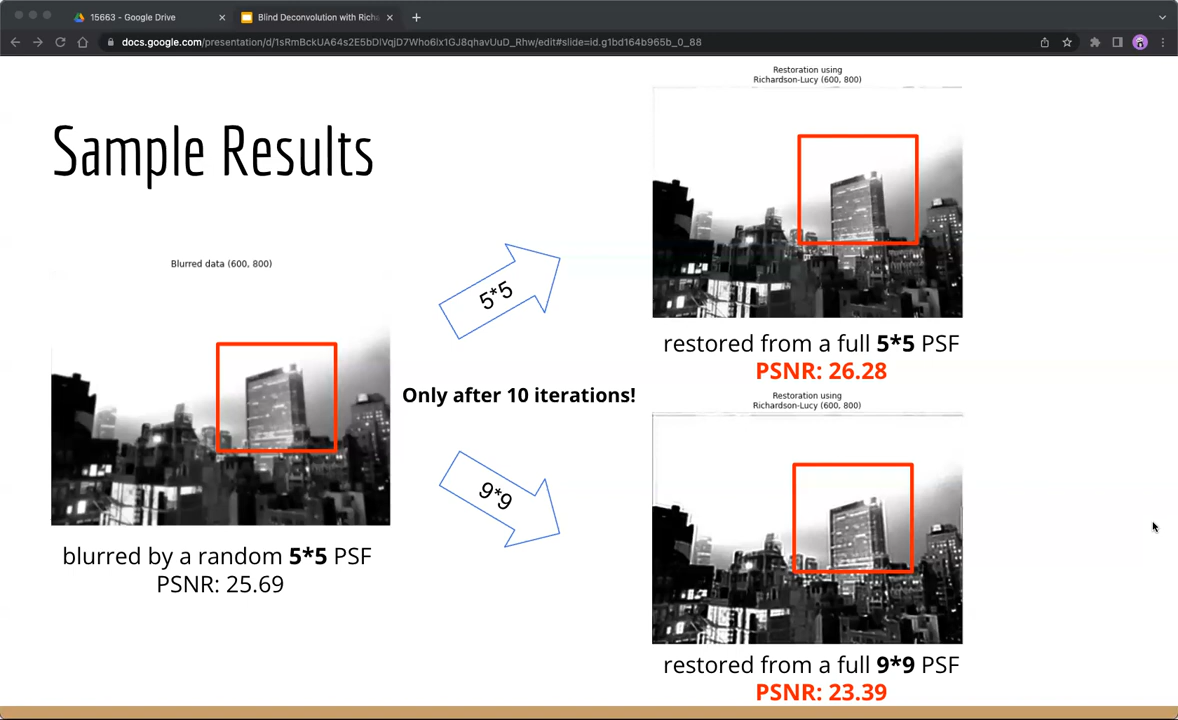 15663 - Google Drive
Blind Deconvolution with Rich
docs.google.com/presentation/d/1sRmBckUA64s2E5bDlVqjD7Who6lx1GJ8qhavUuD_Rhw/edit#slide=id.g1bd164b965b_0_88
Sample Results
Blurred data (600, 800)
blurred by a random 5*5 PSF
PSNR: 25.69
5*5
Only after 10 iterations!
9*9
Restoration using
Richardson-Lucy (600, 800)
restored from a full 5*5 PSF
PSNR: 26.28
Restoration using
Richardson-Lucy (600, 800)
restored from a full 9*9 PSF
PSNR: 23.39